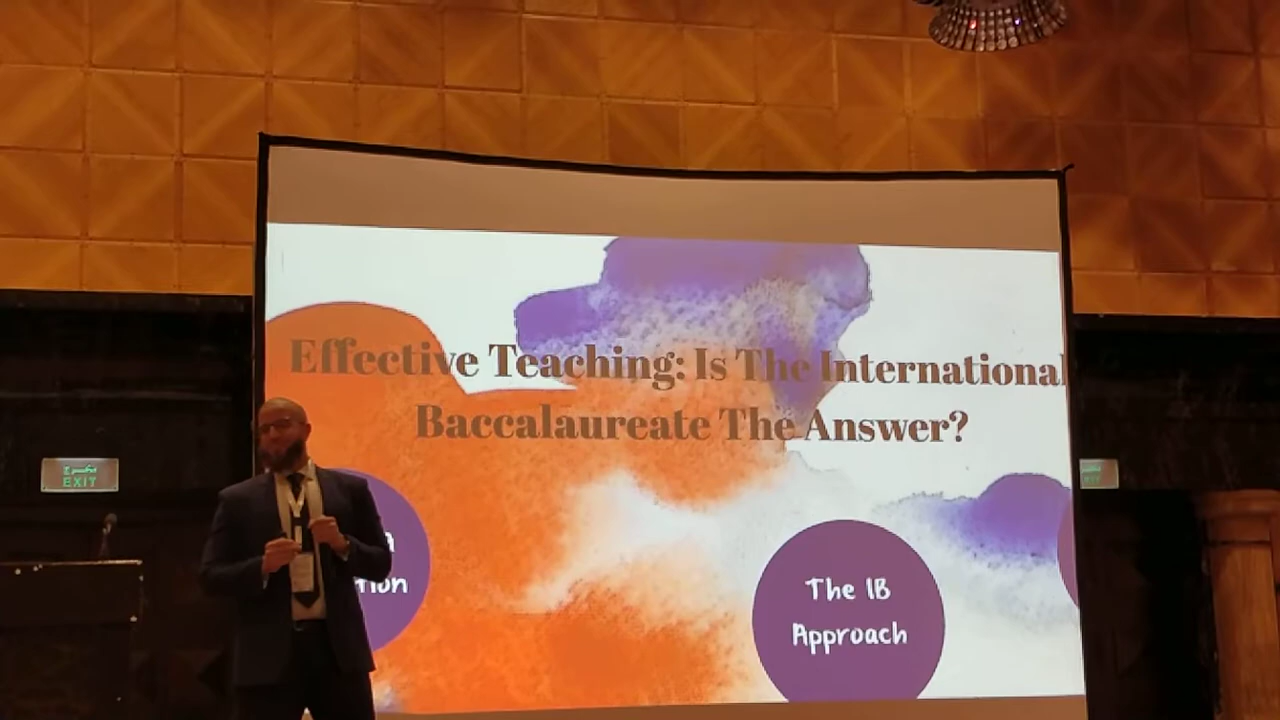 Effective Teaching: Is The International
Baccalaureate The Answer?
The IB
Approach
EXIT